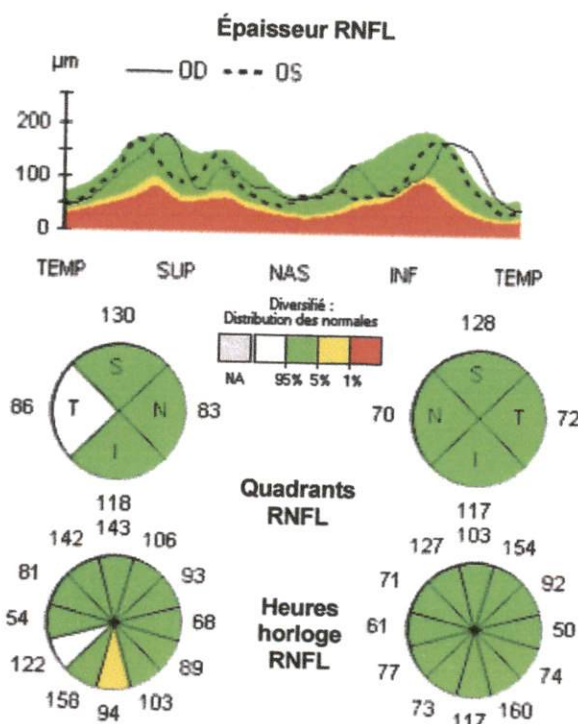 Épaisseur RNFL
µm
OD OS
200
100
0
TEMP SUP NAS INF TEMP
Diversifié :
Distribution des normales
NA 95% 5% 1%
130
S
86 T N 83
I
118
128
S
70 N T 72
I
117
Quadrants
RNFL
143
142 106
81 93
54 68
122 89
158 103
94
Heures
horloge
RNFL
103
127 154
71 92
61 50
77 74
73 160
117